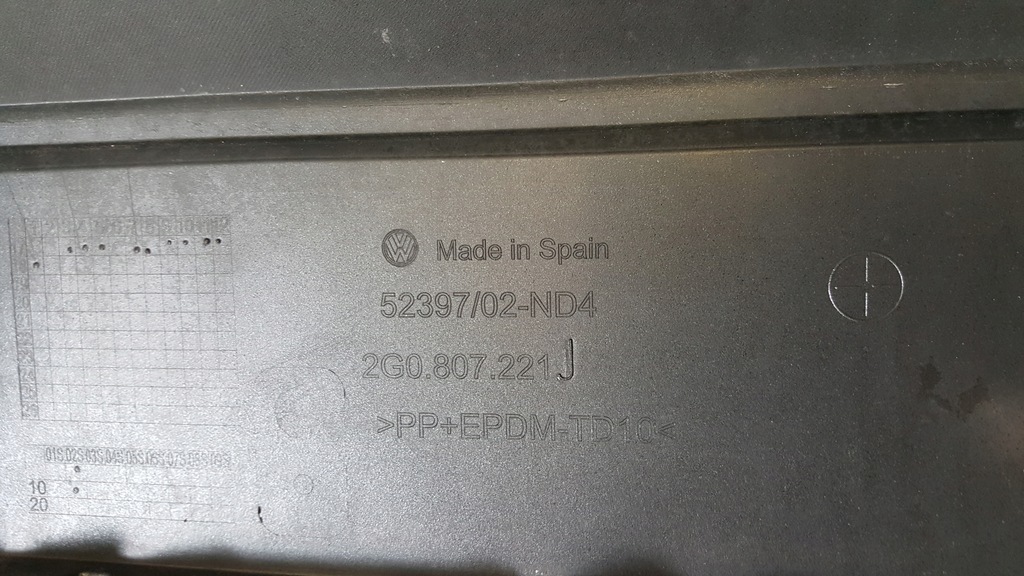 Made in Spain
52397/02-ND4
2G0.807.221 J
>PP+EPDM-TD10<
10
20